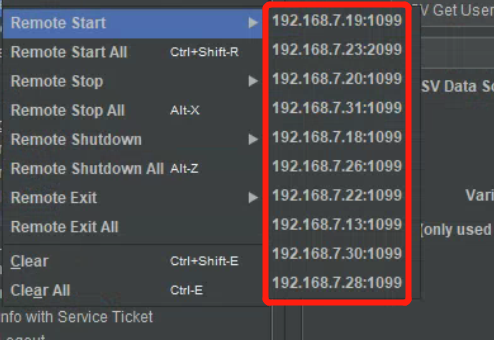 Remote Start
Remote Start All Ctrl+Shift-R
Remote Stop
Remote Stop All Alt-X
Remote Shutdown
Remote Shutdown All Alt-Z
Remote Exit
Remote Exit All
Clear Ctrl+Shift-E
Clear All Ctrl-E
nfo with Service Ticket
192.168.7.19:1099
192.168.7.23:2099
192.168.7.20:1099
192.168.7.31:1099
192.168.7.18:1099
192.168.7.26:1099
192.168.7.22:1099
192.168.7.13:1099
192.168.7.30:1099
192.168.7.28:1099
V Get User
SV Data So
Vari
(only used